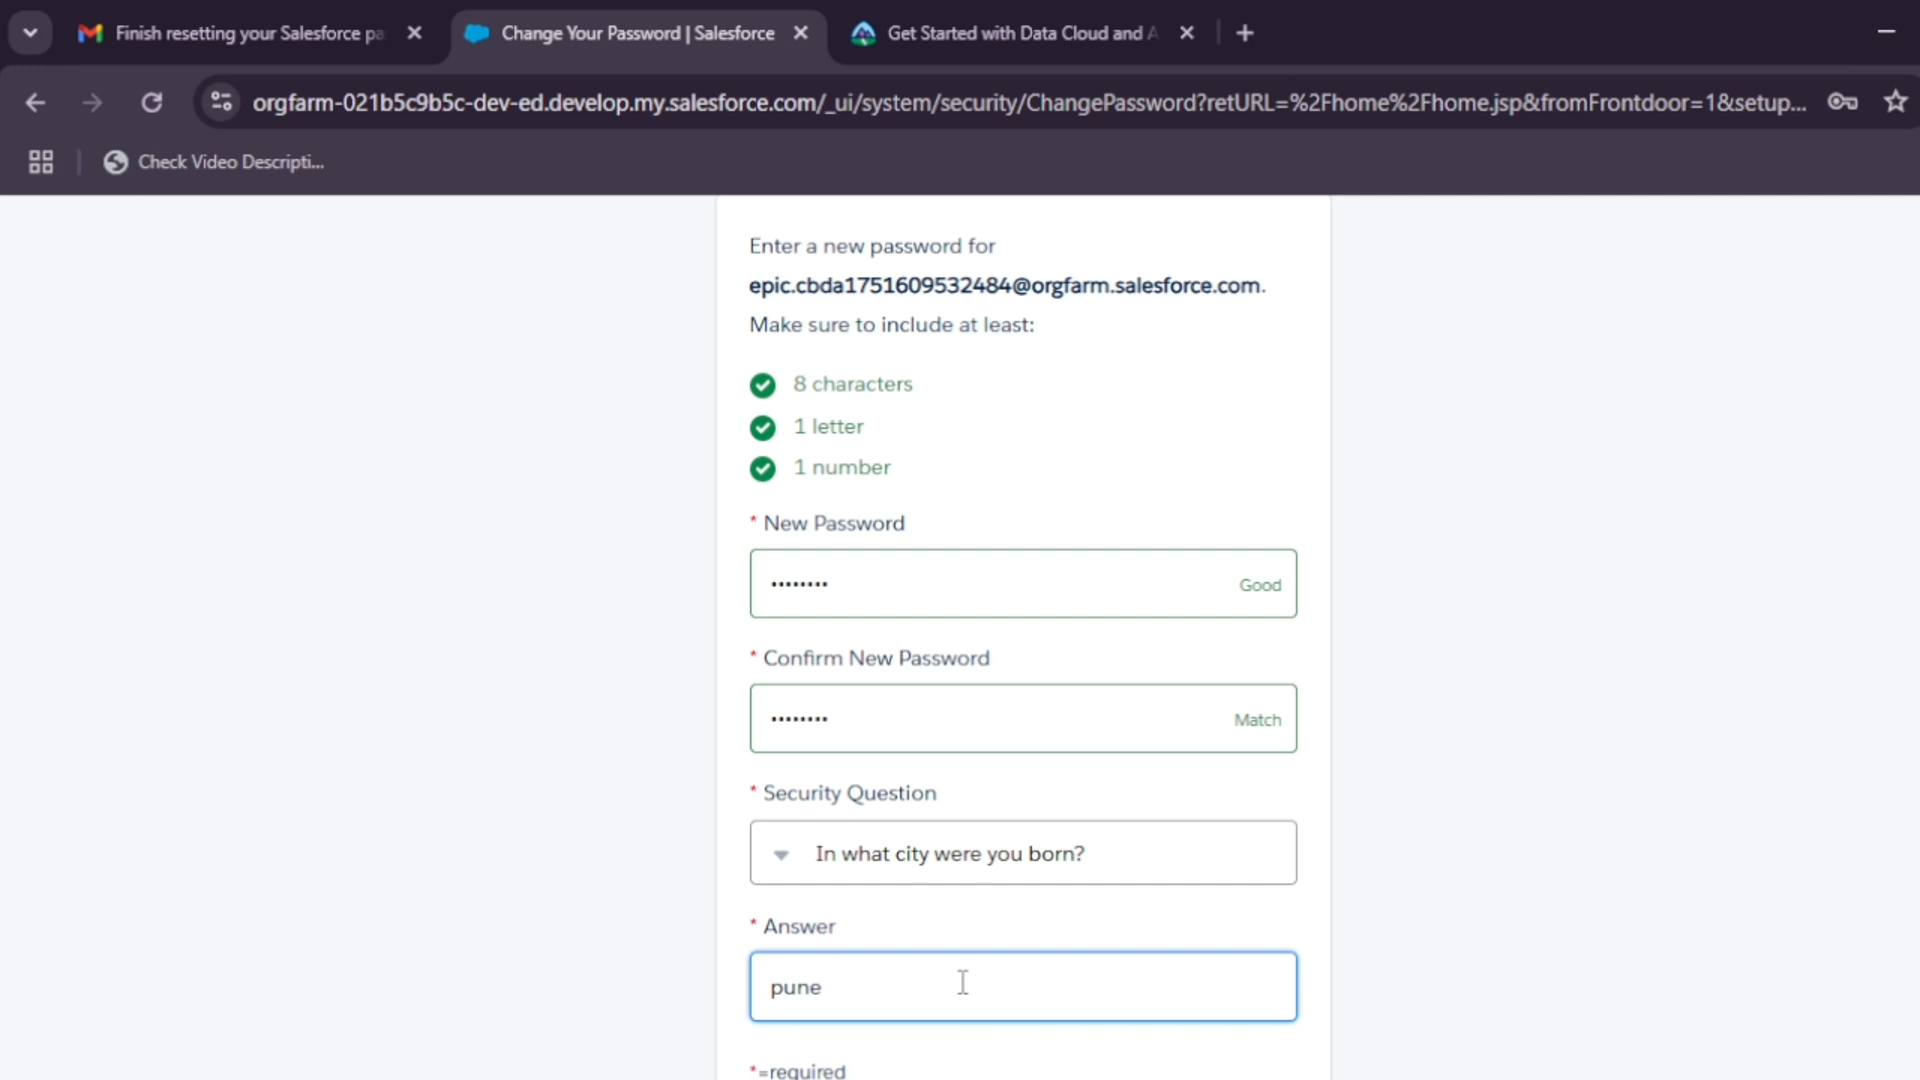 Finish resetting your Salesforce pa
Change Your Password | Salesforce
Get Started with Data Cloud and A
orgfarm-021b5c9b5c-dev-ed.develop.my.salesforce.com/_ui/system/security/ChangePassword?retURL=%2Fhome%2Fhome.jsp&fromFrontdoor=1&setup...
Check Video Descripti...
Enter a new password for
epic.cbda1751609532484@orgfarm.salesforce.com.
Make sure to include at least:
8 characters
1 letter
1 number
* New Password
•••••••• Good
* Confirm New Password
•••••••• Match
* Security Question
In what city were you born?
* Answer
pune
*=required